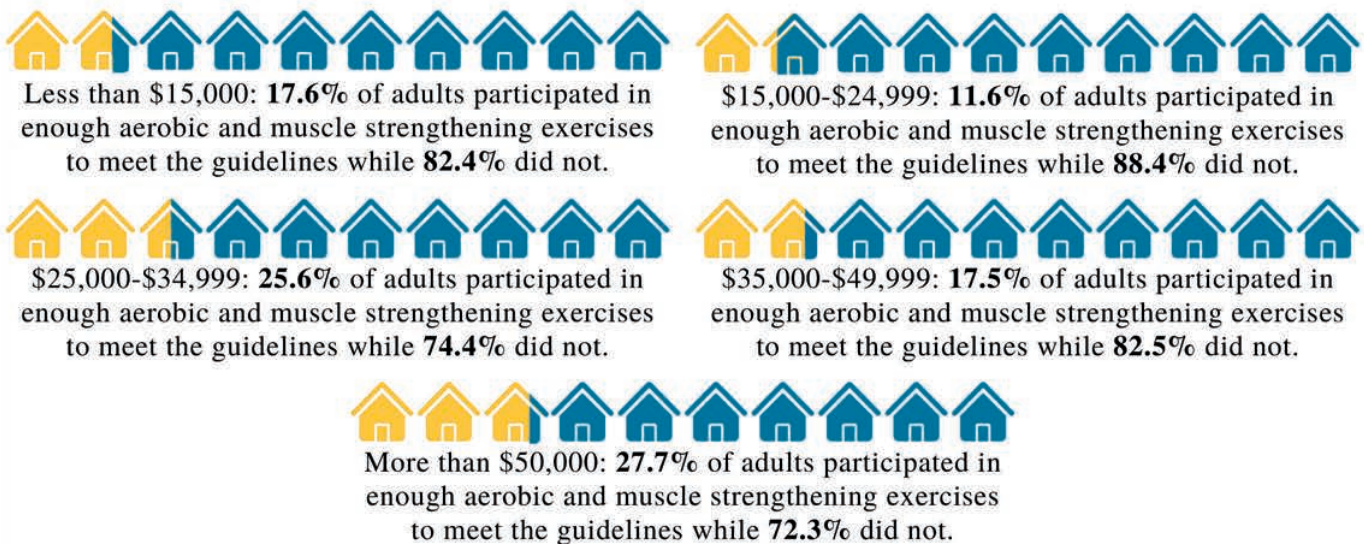 Less than $15,000: 17.6% of adults participated in
enough aerobic and muscle strengthening exercises
to meet the guidelines while 82.4% did not.
$15,000-$24,999: 11.6% of adults participated in
enough aerobic and muscle strengthening exercises
to meet the guidelines while 88.4% did not.
$25,000-$34,999: 25.6% of adults participated in
enough aerobic and muscle strengthening exercises
to meet the guidelines while 74.4% did not.
$35,000-$49,999: 17.5% of adults participated in
enough aerobic and muscle strengthening exercises
to meet the guidelines while 82.5% did not.
More than $50,000: 27.7% of adults participated in
enough aerobic and muscle strengthening exercises
to meet the guidelines while 72.3% did not.